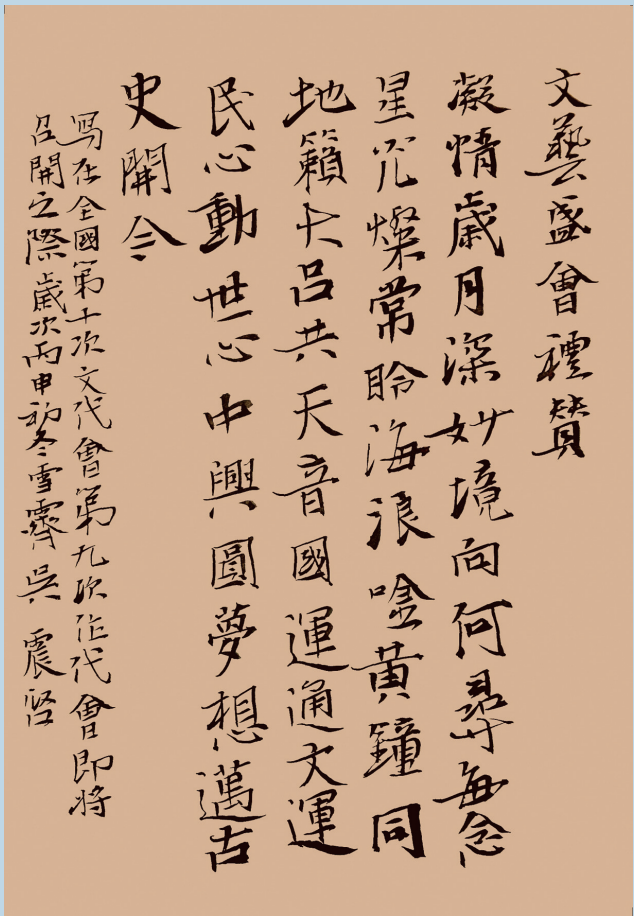 文藝盛會禮贊
凝情歲月深妙境向何尋每念
星光燦常聆海浪唫黃鐘同
地籟大呂共天音國運通文運
民心動世心中興圓夢想邁古
史開今
寫在全國第十次文代會第九次作代會即將
召開之際歲次丙申初冬雪霽吳震啓